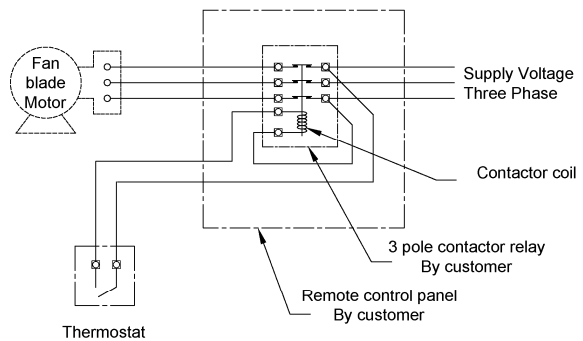 Fan
blade
Motor
Supply Voltage
Three Phase
Contactor coil
3 pole contactor relay
By customer
Remote control panel
By customer
Thermostat